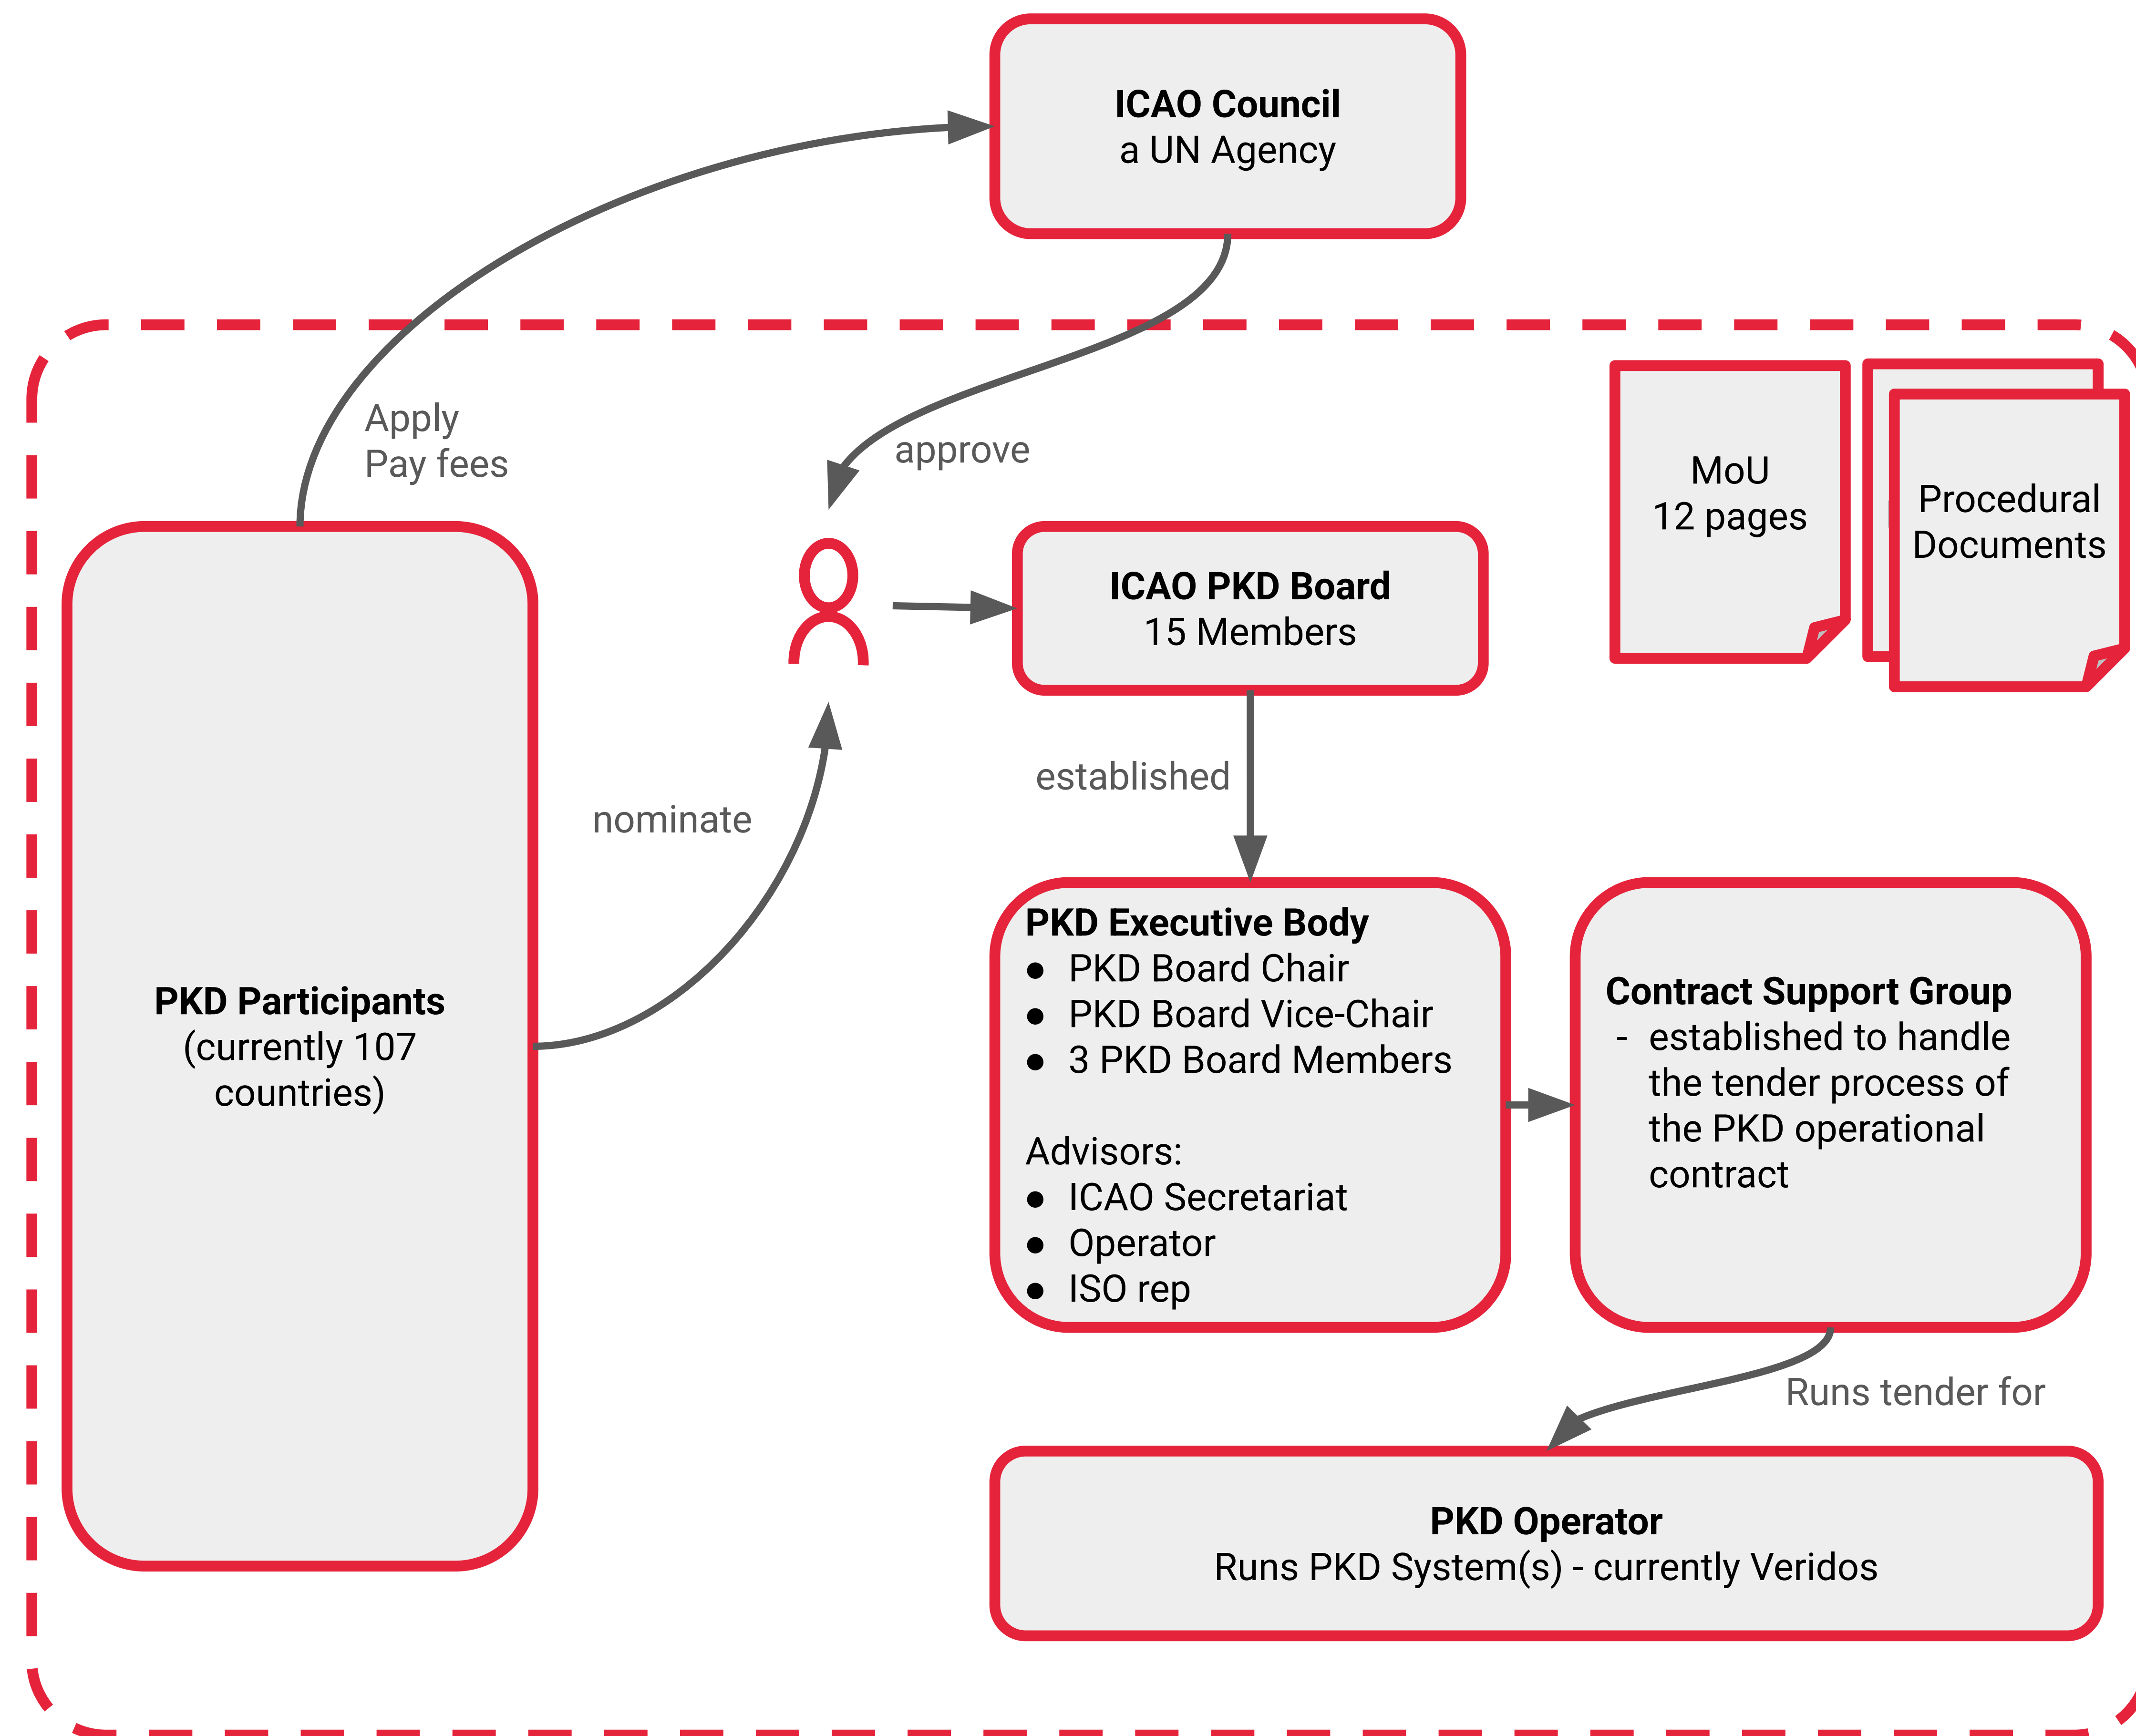 ICAO Council
a UN Agency
Apply
Pay fees
approve
MoU
12 pages
Procedural
Documents
ICAO PKD Board
15 Members
nominate
established
PKD Participants
(currently 107
countries)
PKD Executive Body
● PKD Board Chair
● PKD Board Vice-Chair
● 3 PKD Board Members
Advisors:
● ICAO Secretariat
● Operator
● ISO rep
Contract Support Group
- established to handle
the tender process of
the PKD operational
contract
Runs tender for
PKD Operator
Runs PKD System(s) - currently Veridos